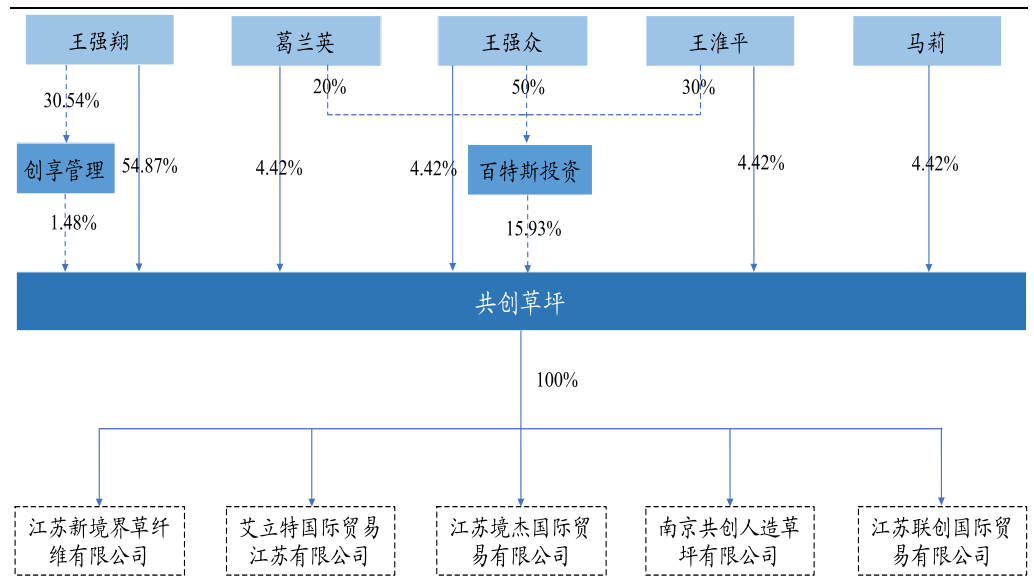 王强翔
葛兰英
王强众
王淮平
马莉
20%
50%
30%
30.54%
创享管理
54.87%
4.42%
4.42%
百特斯投资
4.42%
4.42%
1.48%
15.93%
共创草坪
100%
江苏新境界草纤
维有限公司
艾立特国际贸易
江苏有限公司
江苏境杰国际贸
易有限公司
南京共创人造草
坪有限公司
江苏联创国际贸
易有限公司